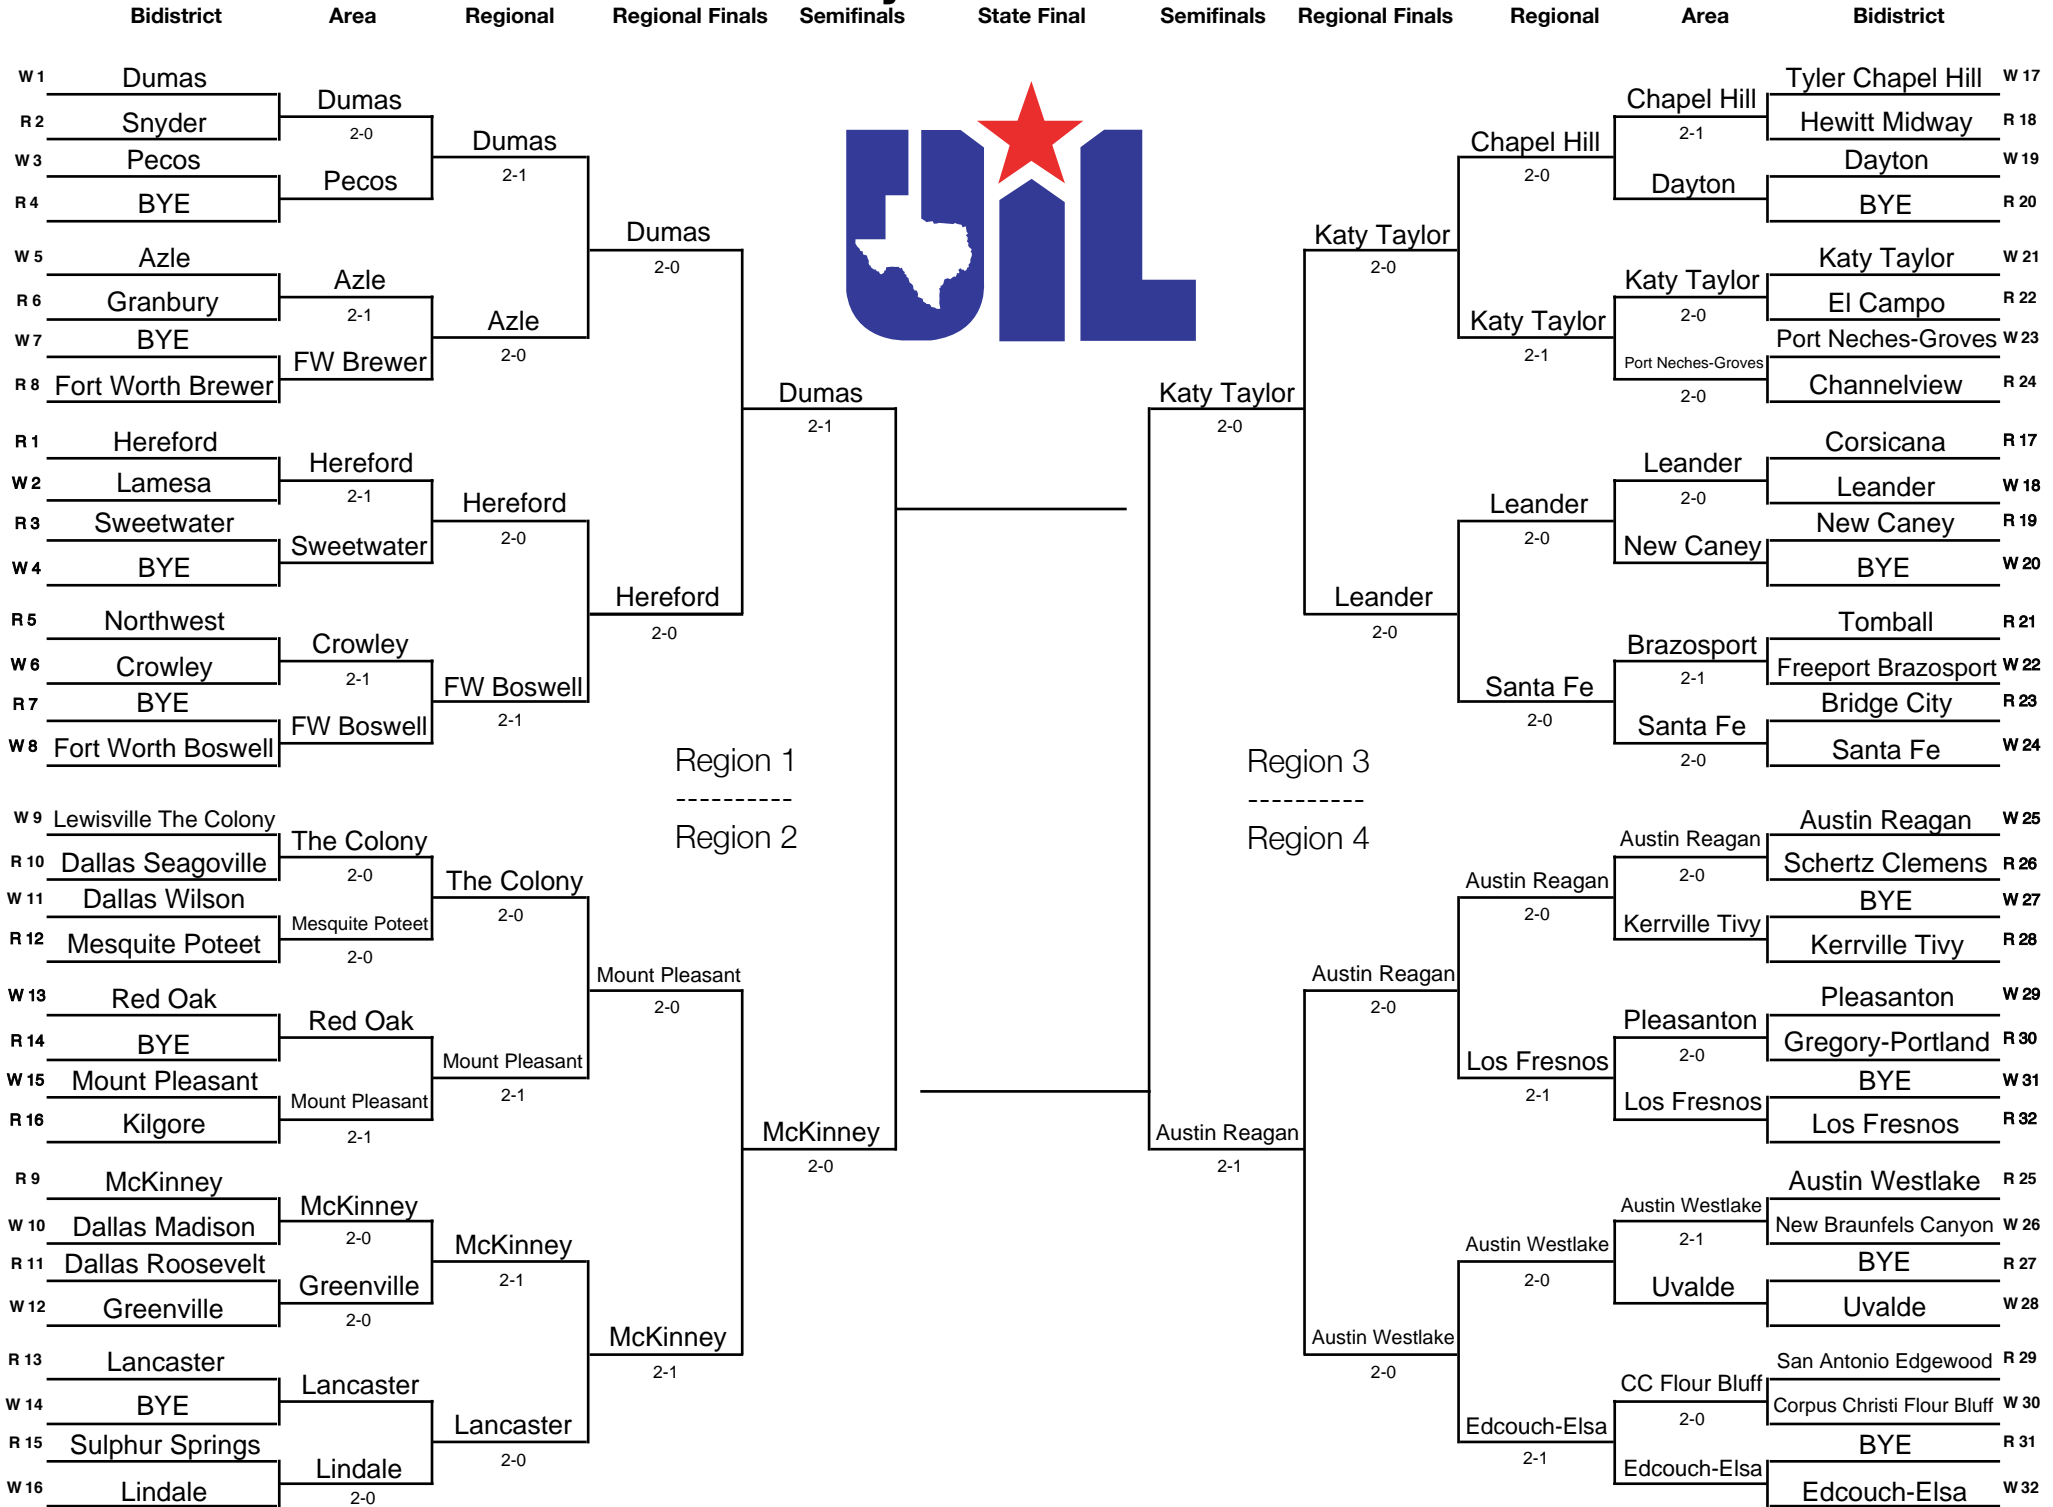 Bidistrict Area Regional Regional Finals Semifinals State Final Semifinals Regional Finals Regional Area Bidistrict
W 1 Dumas
Dumas
2-0
R 2 Snyder
Dumas
2-1
W 3 Pecos
Pecos
R 4 BYE
Dumas
2-0
W 5 Azle
Azle
2-1
R 6 Granbury
Azle
2-0
W 7 BYE
FW Brewer
R 8 Fort Worth Brewer
Dumas
2-1
R 1 Hereford
Hereford
2-1
W 2 Lamesa
Hereford
2-0
R 3 Sweetwater
Sweetwater
W 4 BYE
Hereford
2-0
R 5 Northwest
Crowley
2-1
W 6 Crowley
FW Boswell
2-1
R 7 BYE
FW Boswell
W 8 Fort Worth Boswell
Region 1
----------
Region 2
W 9 Lewisville The Colony
The Colony
2-0
R 10 Dallas Seagoville
The Colony
2-0
W 11 Dallas Wilson
Mesquite Poteet
2-0
R 12 Mesquite Poteet
Mount Pleasant
2-0
W 13 Red Oak
Red Oak
R 14 BYE
Mount Pleasant
2-1
W 15 Mount Pleasant
Mount Pleasant
2-1
R 16 Kilgore
McKinney
2-0
R 9 McKinney
McKinney
2-0
W 10 Dallas Madison
McKinney
2-1
R 11 Dallas Roosevelt
Greenville
2-0
W 12 Greenville
McKinney
2-1
R 13 Lancaster
Lancaster
W 14 BYE
Lancaster
2-0
R 15 Sulphur Springs
Lindale
2-0
W 16 Lindale
UIL
Tyler Chapel Hill W 17
Chapel Hill
2-1
Hewitt Midway R 18
Chapel Hill
2-0
Dayton W 19
Dayton
BYE R 20
Katy Taylor
2-0
Katy Taylor W 21
Katy Taylor
2-0
El Campo R 22
Katy Taylor
2-1
Port Neches-Groves W 23
Port Neches-Groves
2-0
Channelview R 24
Katy Taylor
2-0
Corsicana R 17
Leander
2-0
Leander W 18
Leander
2-0
New Caney R 19
New Caney
BYE W 20
Leander
2-0
Tomball R 21
Brazosport
2-1
Freeport Brazosport W 22
Santa Fe
2-0
Bridge City R 23
Santa Fe
2-0
Santa Fe W 24
Region 3
----------
Region 4
Austin Reagan W 25
Austin Reagan
2-0
Schertz Clemens R 26
Austin Reagan
2-0
BYE W 27
Kerrville Tivy
Kerrville Tivy R 28
Austin Reagan
2-0
Pleasanton W 29
Pleasanton
2-0
Gregory-Portland R 30
Los Fresnos
2-1
BYE W 31
Los Fresnos
Los Fresnos R 32
Austin Reagan
2-1
Austin Westlake R 25
Austin Westlake
2-1
New Braunfels Canyon W 26
Austin Westlake
2-0
BYE R 27
Uvalde
Uvalde W 28
Austin Westlake
2-0
San Antonio Edgewood R 29
CC Flour Bluff
2-0
Corpus Christi Flour Bluff W 30
Edcouch-Elsa
2-1
BYE R 31
Edcouch-Elsa
Edcouch-Elsa W 32